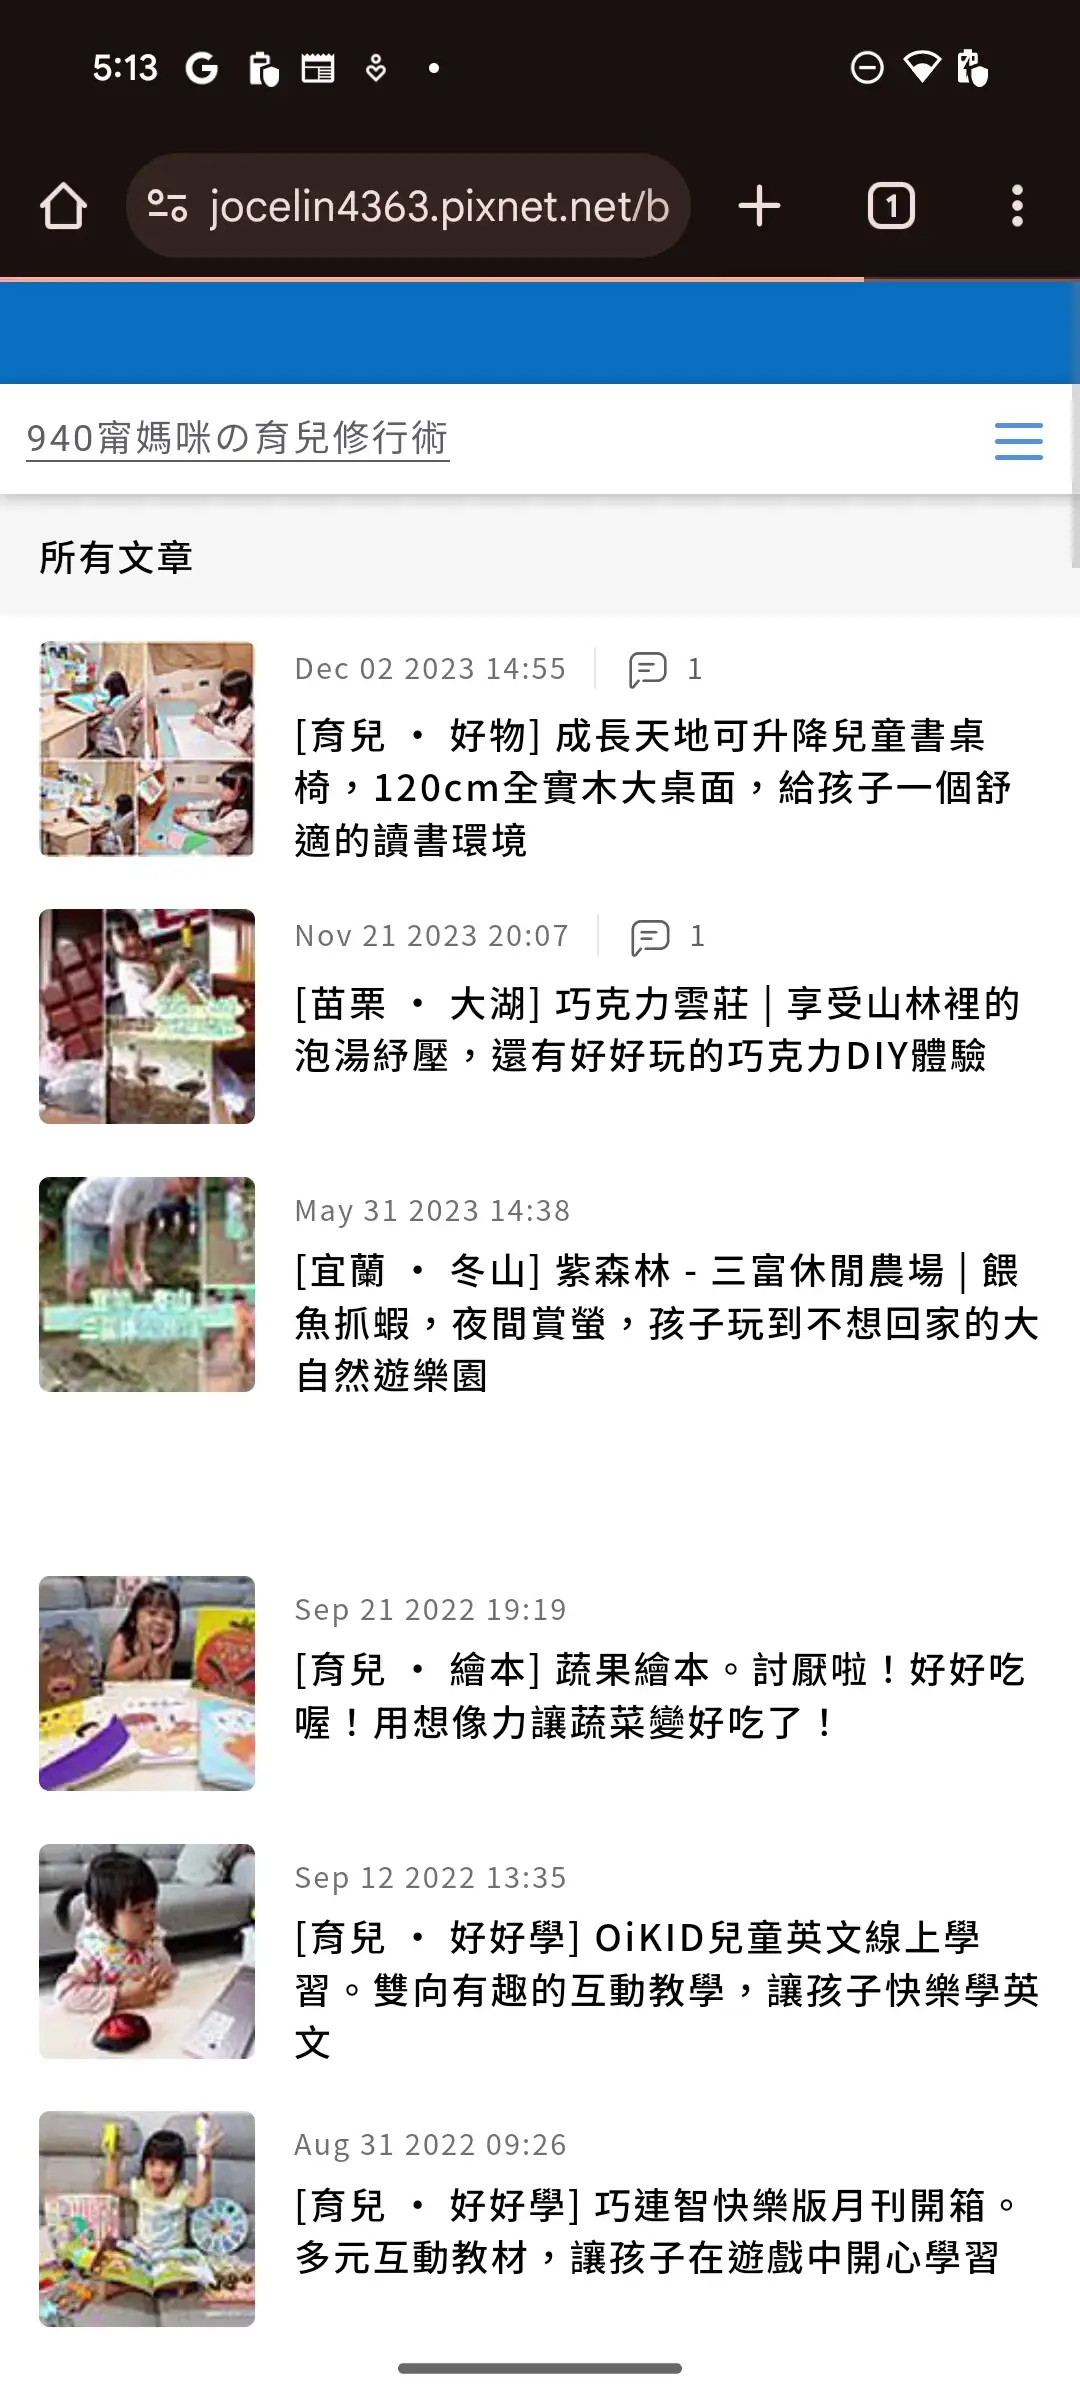 5:13
jocelin4363.pixnet.net/b
1
940甯媽咪の育兒修行術
所有文章
Dec 02 2023 14:55 1
[育兒 • 好物] 成長天地可升降兒童書桌
椅，120cm全實木大桌面，給孩子一個舒
適的讀書環境
Nov 21 2023 20:07 1
[苗栗 • 大湖] 巧克力雲莊 | 享受山林裡的
泡湯紓壓，還有好好玩的巧克力DIY體驗
May 31 2023 14:38
[宜蘭 • 冬山] 紫森林 - 三富休閒農場 | 餵
魚抓蝦，夜間賞螢，孩子玩到不想回家的大
自然遊樂園
Sep 21 2022 19:19
[育兒 • 繪本] 蔬果繪本。討厭啦！好好吃
喔！用想像力讓蔬菜變好吃了！
Sep 12 2022 13:35
[育兒 • 好好學] OiKID兒童英文線上學
習。雙向有趣的互動教學，讓孩子快樂學英
文
Aug 31 2022 09:26
[育兒 • 好好學] 巧連智快樂版月刊開箱。
多元互動教材，讓孩子在遊戲中開心學習